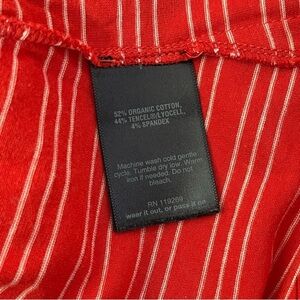 52% ORGANIC COTTON,
44% TENCEL®/LYOCELL,
4% SPANDEX
Machine wash cold gentle
cycle. Tumble dry low. Warm
iron if needed. Do not
bleach.
RN 119269
wear it out, or pass it on